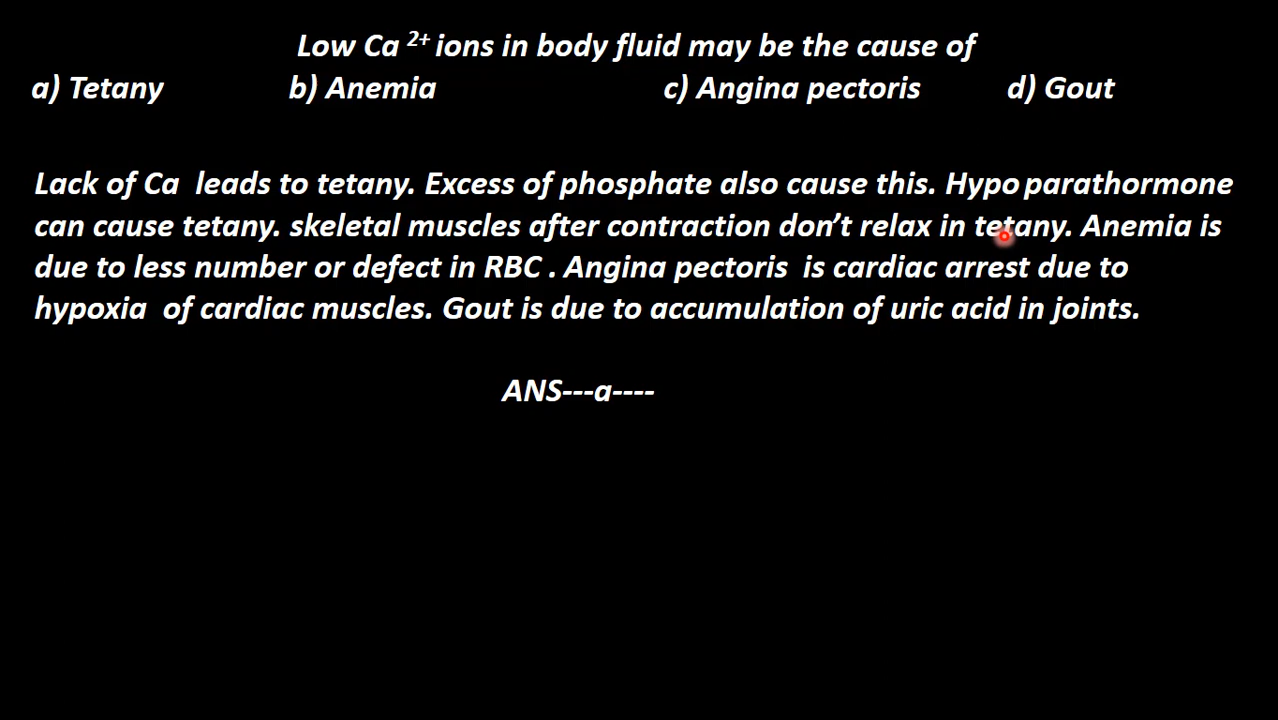 Low Ca 2+ ions in body fluid may be the cause of
a) Tetany b) Anemia c) Angina pectoris d) Gout
Lack of Ca leads to tetany. Excess of phosphate also cause this. Hypo parathormone
can cause tetany. skeletal muscles after contraction don’t relax in tetany. Anemia is
due to less number or defect in RBC . Angina pectoris is cardiac arrest due to
hypoxia of cardiac muscles. Gout is due to accumulation of uric acid in joints.
ANS---a----